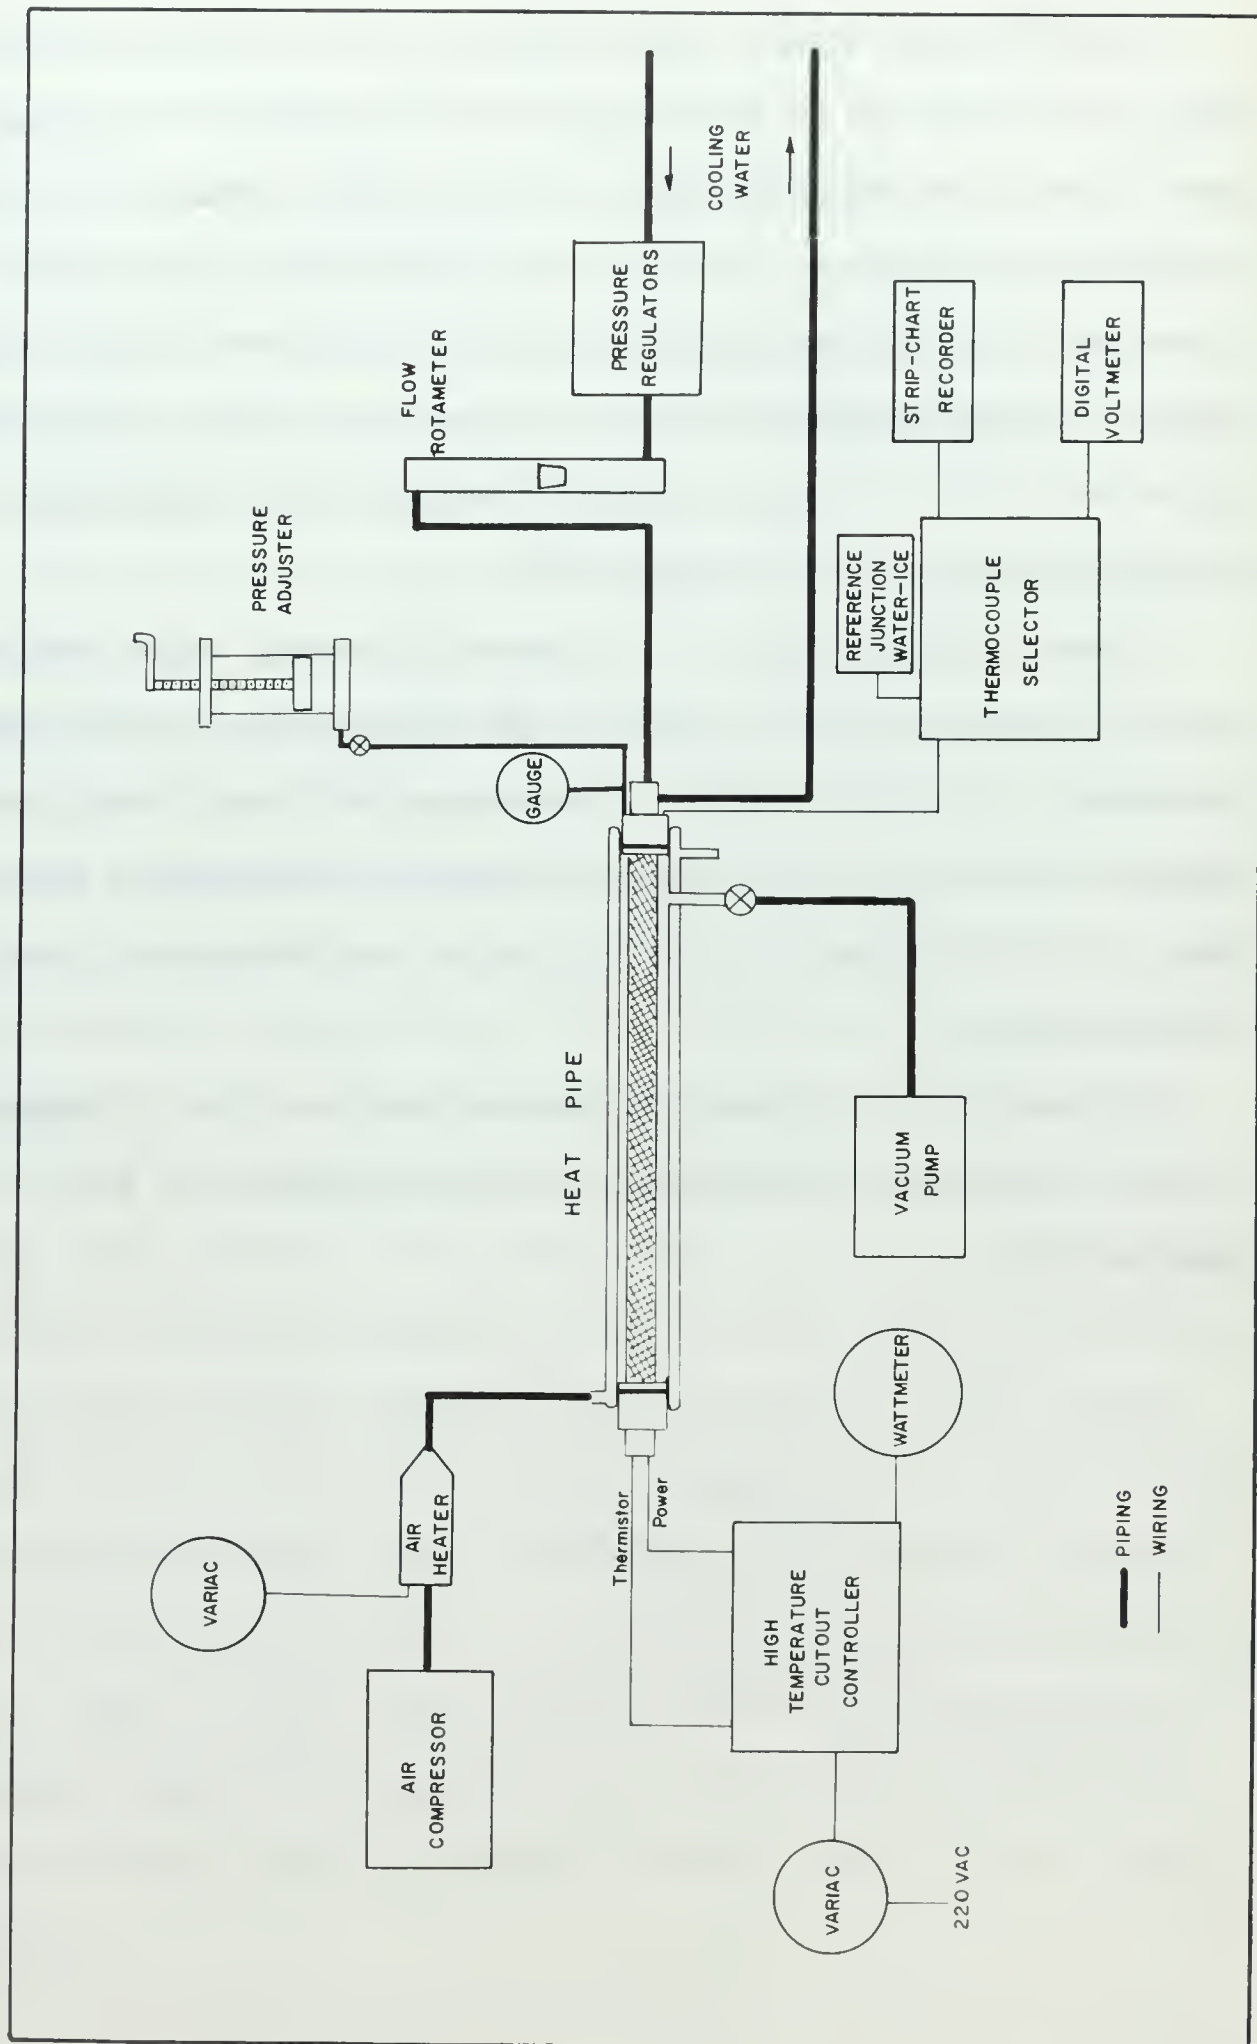 VARIAC
AIR
COMPRESSOR
AIR
HEATER
PRESSURE
ADJUSTER
FLOW
ROTAMETER
PRESSURE
REGULATORS
COOLING
WATER
GAUGE
HEAT PIPE
Thermistor
Power
HIGH
TEMPERATURE
CUTOUT
CONTROLLER
WATTMETER
VARIAC
220 VAC
VACUUM
PUMP
REFERENCE
JUNCTION
WATER-ICE
THERMOCOUPLE
SELECTOR
STRIP-CHART
RECORDER
DIGITAL
VOLTMETER
PIPING
WIRING